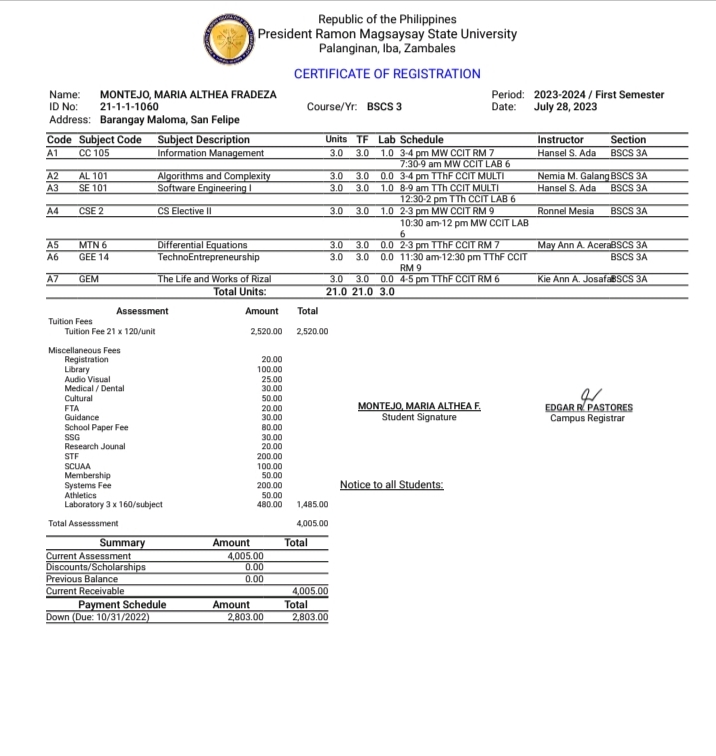 Republic of the Philippines
President Ramon Magsaysay State University
Palanginan, Iba, Zambales
CERTIFICATE OF REGISTRATION
Name: MONTEJO, MARIA ALTHEA FRADEZA Period: 2023-2024 / First Semester
ID No: 21-1-1-1060 Course/Yr: BSCS 3 Date: July 28, 2023
Address: Barangay Maloma, San Felipe
Code Subject Code Subject Description Units TF Lab Schedule Instructor Section
A1 CC 105 Information Management 3.0 3.0 1.0 3-4 pm MW CCIT RM 7 Hansel S. Ada BSCS 3A
7:30-9 am MW CCIT LAB 6
A2 AL 101 Algorithms and Complexity 3.0 3.0 0.0 3-4 pm TThF CCIT MULTI Nemia M. Galang BSCS 3A
A3 SE 101 Software Engineering I 3.0 3.0 1.0 8-9 am TTh CCIT MULTI Hansel S. Ada BSCS 3A
12:30-2 pm TTh CCIT LAB 6
A4 CSE 2 CS Elective II 3.0 3.0 1.0 2-3 pm MW CCIT RM 9 Ronnel Mesia BSCS 3A
10:30 am-12 pm MW CCIT LAB
6
A5 MTN 6 Differential Equations 3.0 3.0 0.0 2-3 pm TThF CCIT RM 7 May Ann A. Acera BSCS 3A
A6 GEE 14 TechnoEntrepreneurship 3.0 3.0 0.0 11:30 am-12:30 pm TThF CCIT BSCS 3A
RM 9
A7 GEM The Life and Works of Rizal 3.0 3.0 0.0 4-5 pm TThF CCIT RM 6 Kie Ann A. Josafa BSCS 3A
Total Units: 21.0 21.0 3.0
Assessment Amount Total
Tuition Fees
Tuition Fee 21 x 120/unit 2,520.00 2,520.00
Miscellaneous Fees
Registration 20.00
Library 100.00
Audio Visual 25.00
Medical / Dental 30.00
Cultural 50.00
FTA 20.00
Guidance 30.00
School Paper Fee 80.00
SSG 30.00
Research Jounal 20.00
STF 200.00
SCUAA 100.00
Membership 50.00
Systems Fee 200.00
Athletics 50.00
Laboratory 3 x 160/subject 480.00 1,485.00
Total Assesssment 4,005.00
MONTEJO, MARIA ALTHEA F.
Student Signature
EDGAR R. PASTORES
Campus Registrar
Notice to all Students:
Summary Amount Total
Current Assessment 4,005.00
Discounts/Scholarships 0.00
Previous Balance 0.00
Current Receivable 4,005.00
Payment Schedule Amount Total
Down (Due: 10/31/2022) 2,803.00 2,803.00